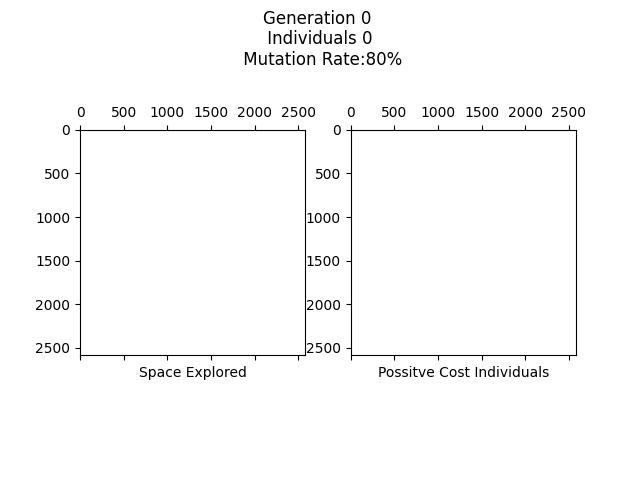 Generation 0
Individuals 0
Mutation Rate:80%
0 500 1000 1500 2000 2500 0 500 1000 1500 2000 2500
0 0
500 500
1000 1000
1500 1500
2000 2000
2500 2500
Space Explored Possitve Cost Individuals